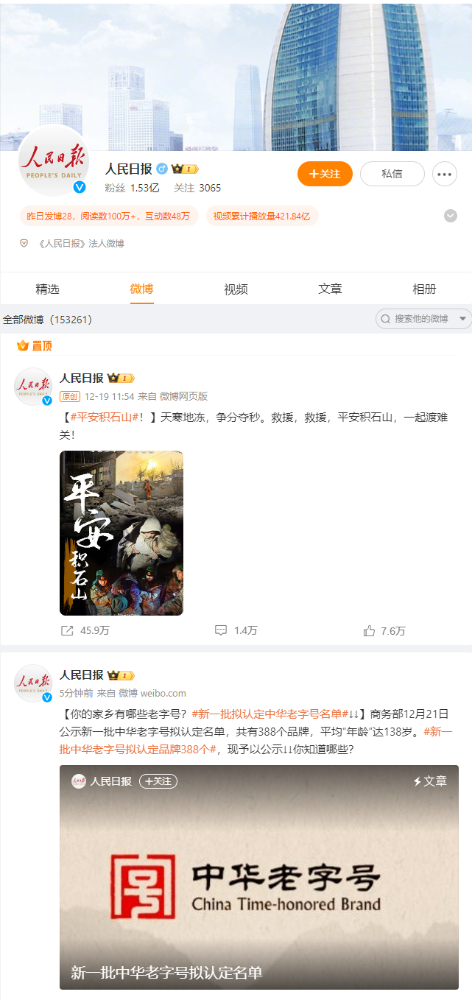 人民日报
PEOPLE'S DAILY
人民日报 1
粉丝 1.53亿 关注 3065
+关注
私信
昨日发博28，阅读数100万+，互动数48万
视频累计播放量421.84亿
《人民日报》法人微博
精选 微博 视频 文章 相册
全部微博（153261）
搜索他的微博
置顶
人民日报
PEOPLE'S DAILY
人民日报 1
原创 12-19 11:54 来自 微博网页版
【#平安积石山#！】天寒地冻，争分夺秒。救援，救援，平安积石山，一起渡难
关！
平安积石山
45.9万 1.4万 7.6万
人民日报
PEOPLE'S DAILY
人民日报 1
5分钟前 来自 微博 weibo.com
【你的家乡有哪些老字号？#新一批拟认定中华老字号名单#↓↓】商务部12月21日
公示新一批中华老字号拟认定名单，共有388个品牌，平均“年龄”达138岁。#新一
批中华老字号拟认定品牌388个#，现予以公示↓↓你知道哪些？
人民日报 +关注
文章
中华老字号
China Time-honored Brand
新一批中华老字号拟认定名单